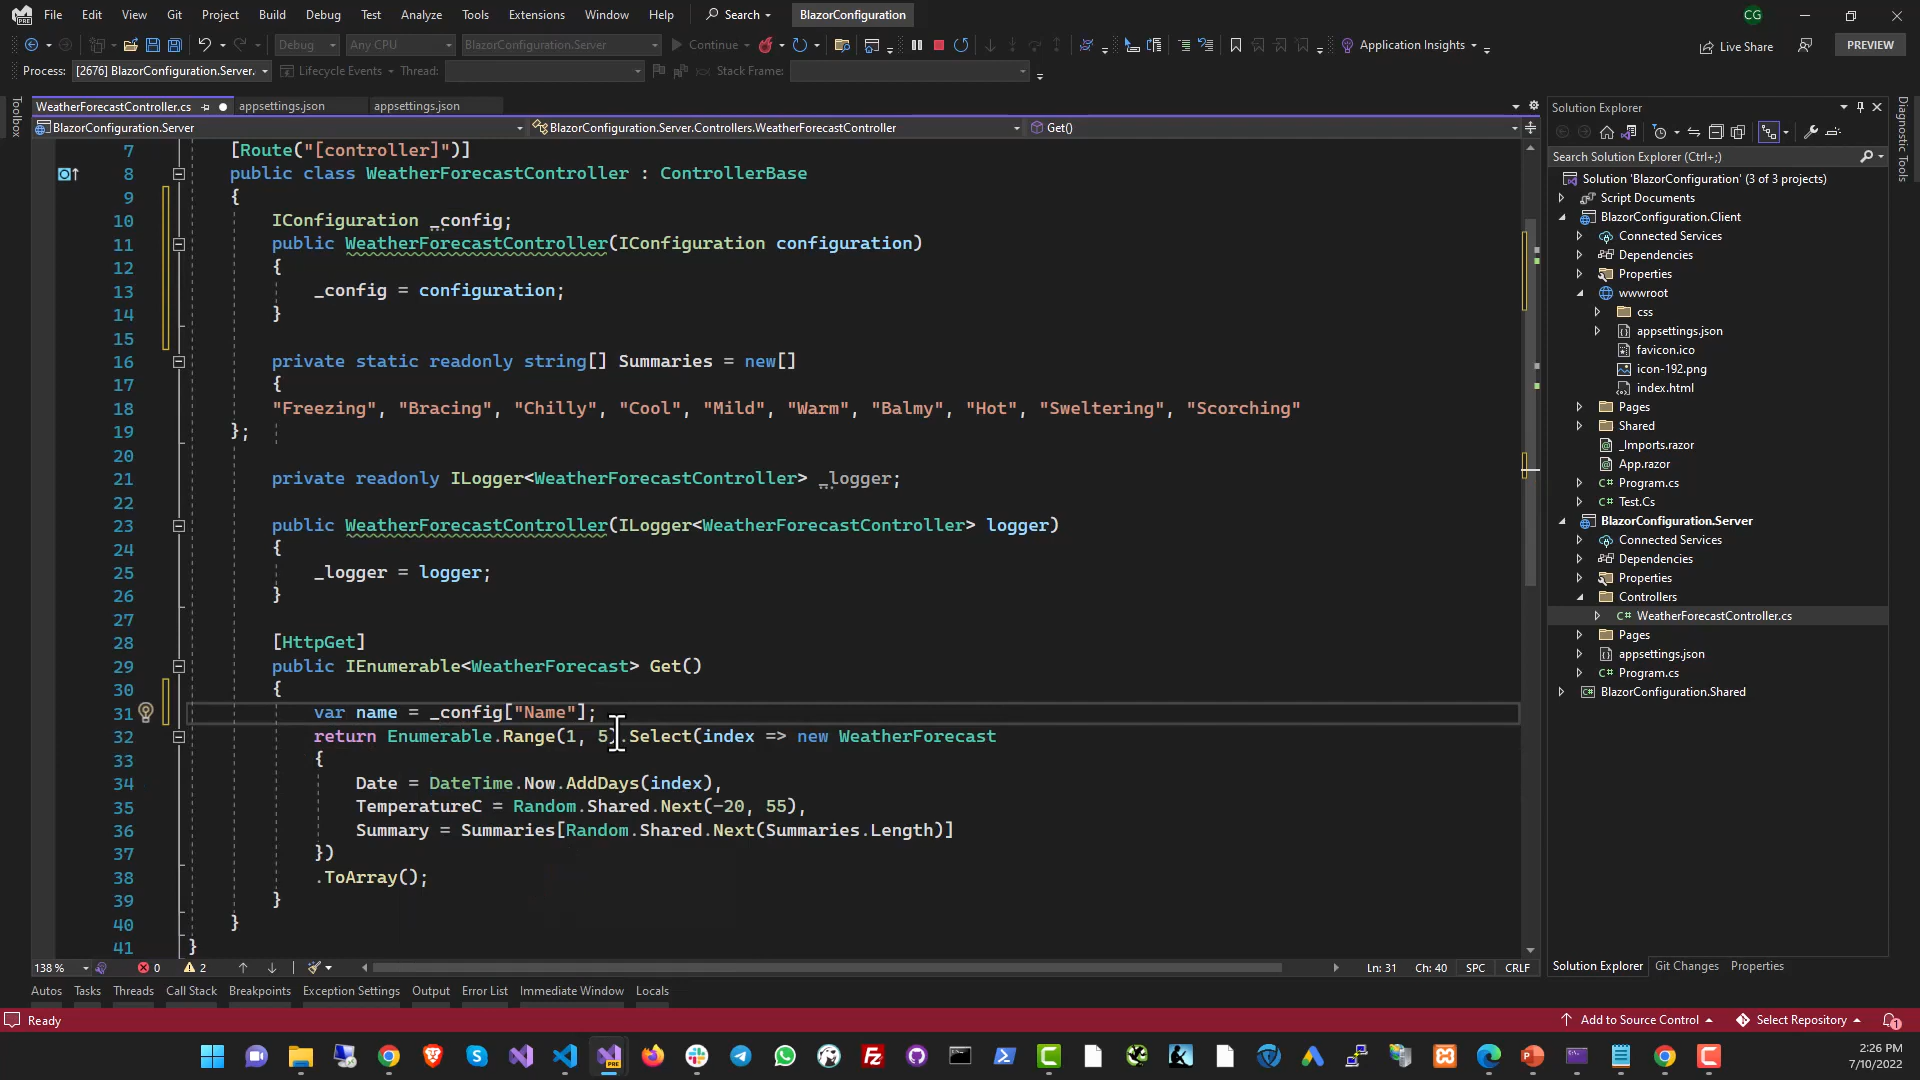 File Edit View Git Project Build Debug Test Analyze Tools Extensions Window Help Search BlazorConfiguration CG
Debug Any CPU BlazorConfiguration.Server Continue Application Insights Live Share PREVIEW
Process: [2676] BlazorConfiguration.Server. Lifecycle Events Thread: Stack Frame:
WeatherForecastController.cs appsettings.json appsettings.json
BlazorConfiguration.Server BlazorConfiguration.Server.Controllers.WeatherForecastController Get()
Toolbox
7 [Route("[controller]")]
8 public class WeatherForecastController : ControllerBase
9 {
10 IConfiguration _config;
11 public WeatherForecastController(IConfiguration configuration)
12 {
13 _config = configuration;
14 }
15
16 private static readonly string[] Summaries = new[]
17 {
18 "Freezing", "Bracing", "Chilly", "Cool", "Mild", "Warm", "Balmy", "Hot", "Sweltering", "Scorching"
19 };
20
21 private readonly ILogger<WeatherForecastController> _logger;
22
23 public WeatherForecastController(ILogger<WeatherForecastController> logger)
24 {
25 _logger = logger;
26 }
27
28 [HttpGet]
29 public IEnumerable<WeatherForecast> Get()
30 {
31 var name = _config["Name"];
32 return Enumerable.Range(1, 5).Select(index => new WeatherForecast
33 {
34 Date = DateTime.Now.AddDays(index),
35 TemperatureC = Random.Shared.Next(-20, 55),
36 Summary = Summaries[Random.Shared.Next(Summaries.Length)]
37 })
38 .ToArray();
39 }
40 }
41 }
138 % 0 2 Ln: 31 Ch: 40 SPC CRLF
Solution Explorer
Search Solution Explorer (Ctrl+;)
Solution 'BlazorConfiguration' (3 of 3 projects)
Script Documents
BlazorConfiguration.Client
Connected Services
Dependencies
Properties
wwwroot
css
appsettings.json
favicon.ico
icon-192.png
index.html
Pages
Shared
_Imports.razor
App.razor
C# Program.cs
C# Test.Cs
BlazorConfiguration.Server
Connected Services
Dependencies
Properties
Controllers
C# WeatherForecastController.cs
Pages
appsettings.json
C# Program.cs
BlazorConfiguration.Shared
Solution Explorer Git Changes Properties
Diagnostic Tools
Autos Tasks Threads Call Stack Breakpoints Exception Settings Output Error List Immediate Window Locals
Ready Add to Source Control Select Repository 1
2:26 PM
7/10/2022